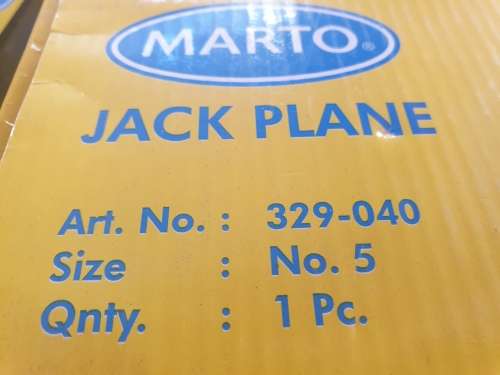 MARTO®
JACK PLANE
Art. No. : 329-040
Size : No. 5
Qnty. : 1 Pc.